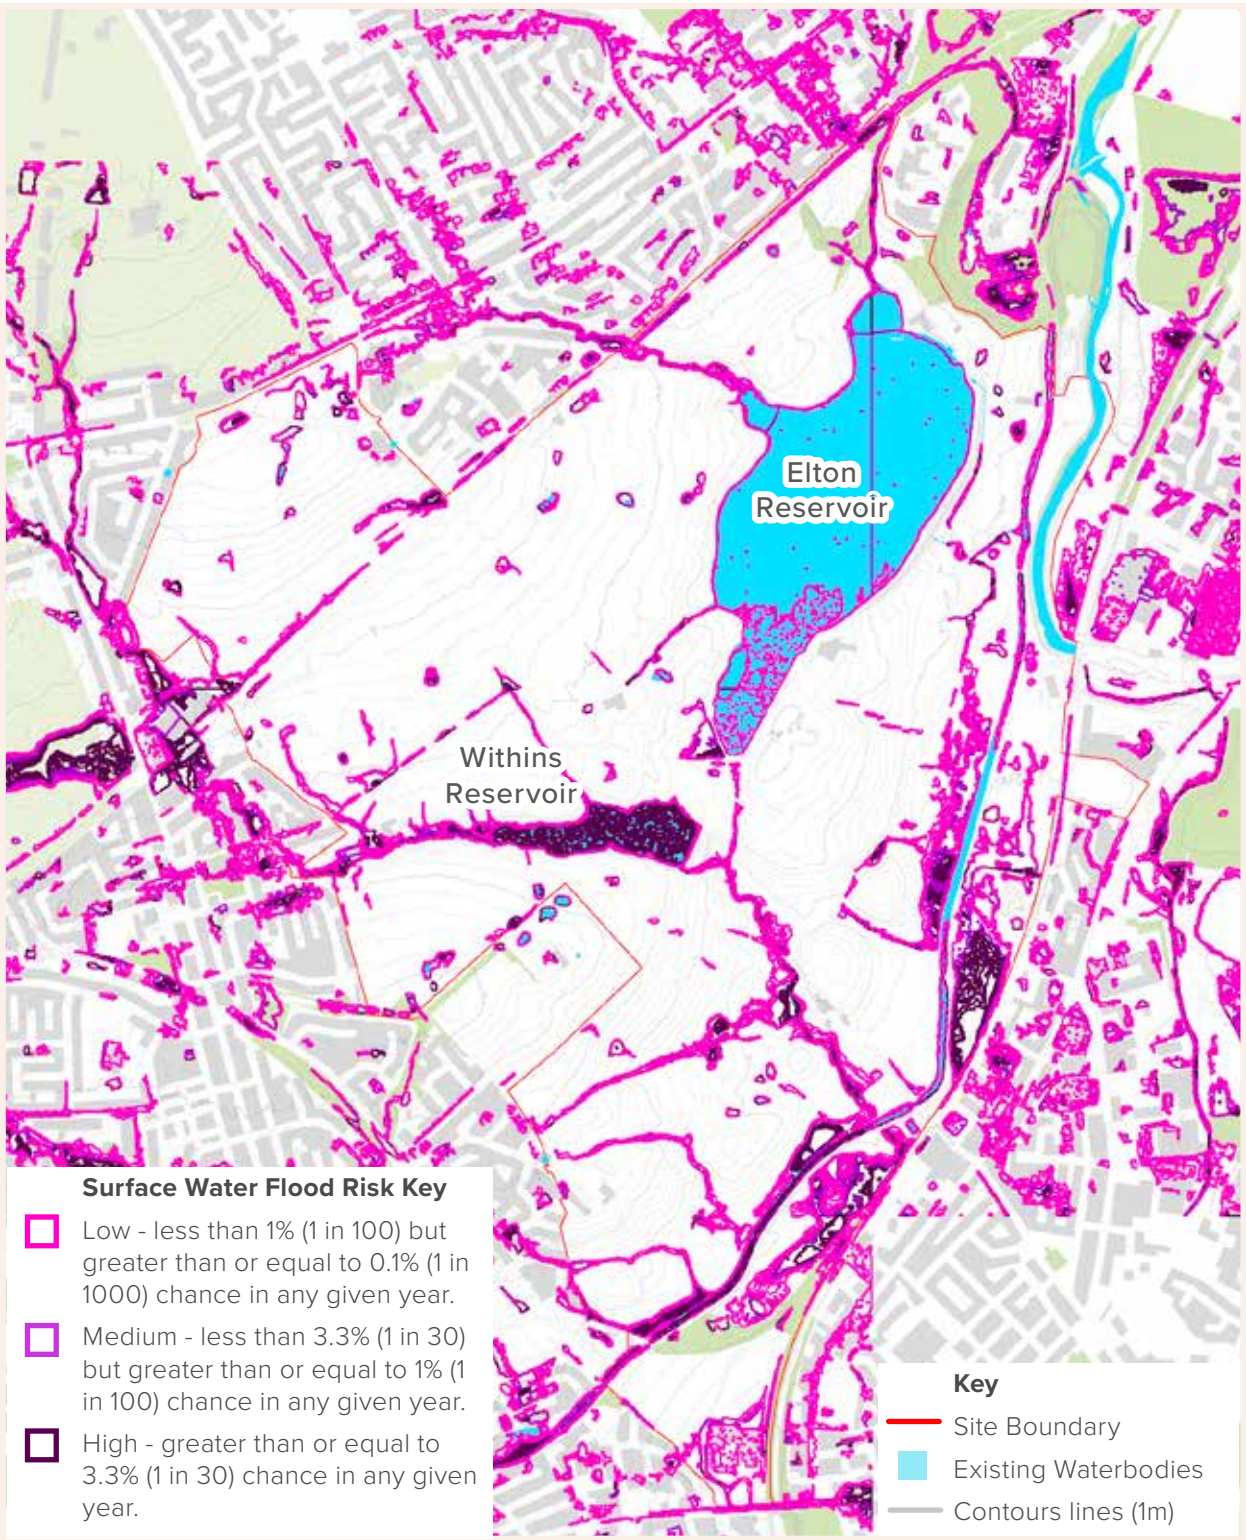 Elton
Reservoir
Withins
Reservoir
Surface Water Flood Risk Key
Low - less than 1% (1 in 100) but
greater than or equal to 0.1% (1 in
1000) chance in any given year.
Medium - less than 3.3% (1 in 30)
but greater than or equal to 1% (1
in 100) chance in any given year.
High - greater than or equal to
3.3% (1 in 30) chance in any given
year.
Key
Site Boundary
Existing Waterbodies
Contours lines (1m)